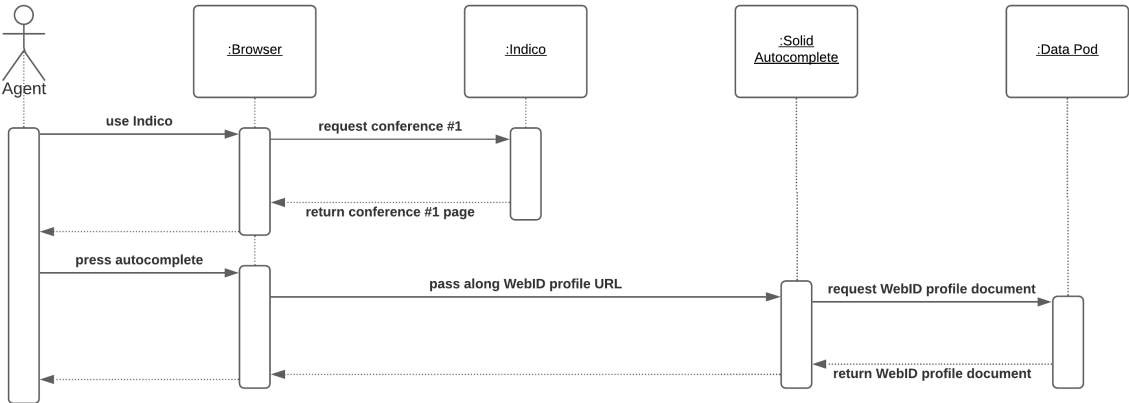 :Browser
:Indico
:Solid
Autocomplete
:Data Pod
Agent
use Indico
request conference #1
return conference #1 page
press autocomplete
pass along WebID profile URL
request WebID profile document
return WebID profile document